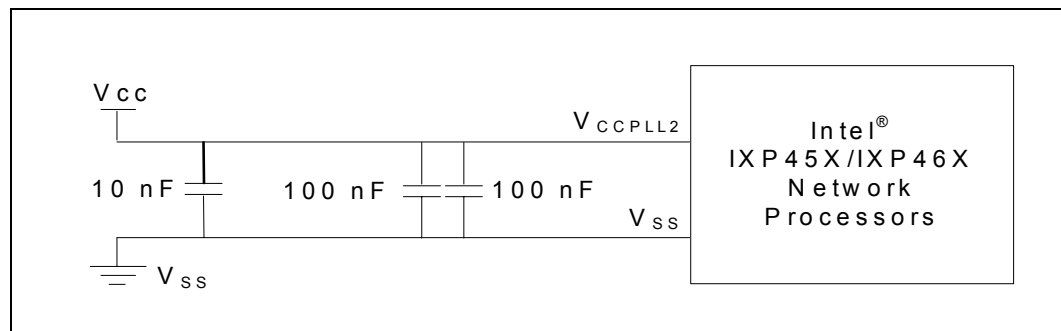 Vcc
VCCPLL2
10 nF
100 nF
100 nF
VSS
VSS
Intel®
IXP45X/IXP46X
Network
Processors